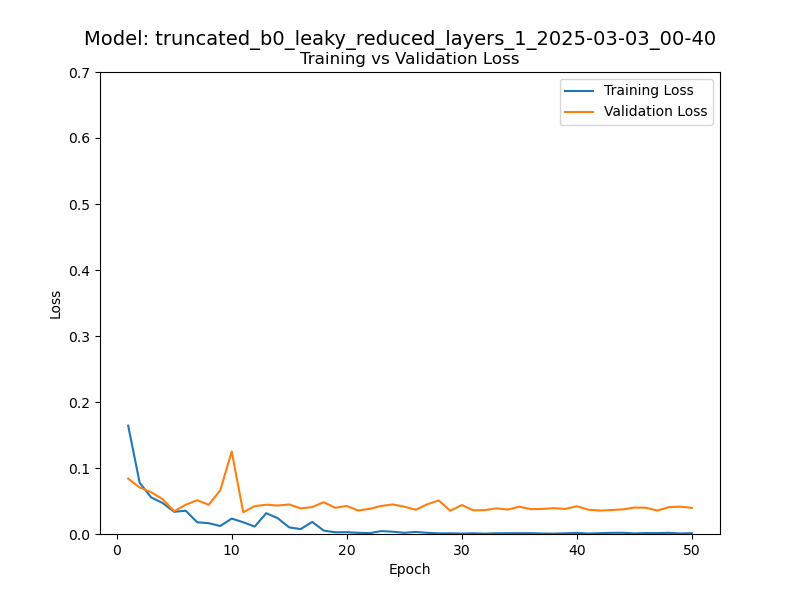 Model: truncated_b0_leaky_reduced_layers_1_2025-03-03_00-40
Training vs Validation Loss
Training Loss
Validation Loss
0.7
0.6
0.5
0.4
0.3
0.2
0.1
0.0
Loss
0
10
20
30
40
50
Epoch